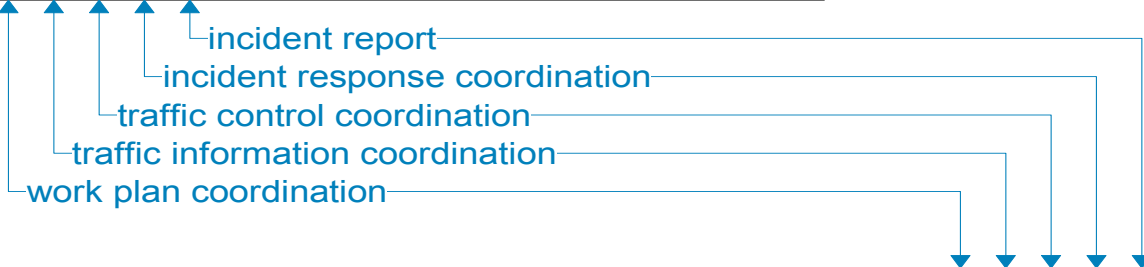 incident report
incident response coordination
traffic control coordination
traffic information coordination
work plan coordination